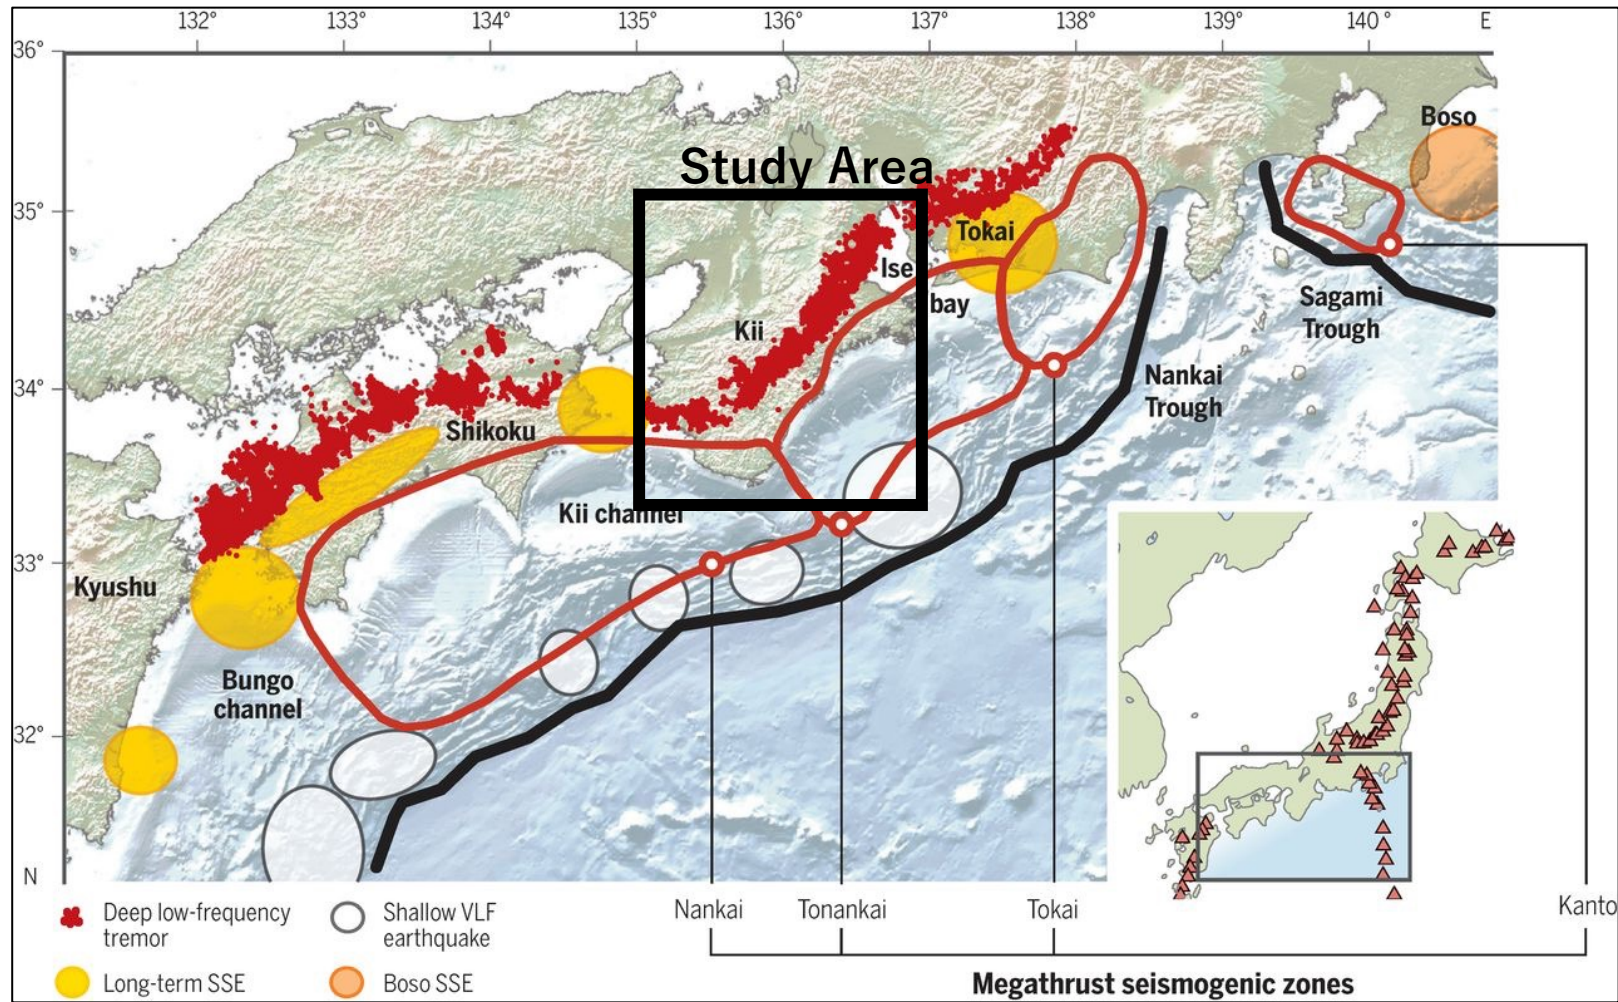 132°
133°
134°
135°
136°
137°
138°
139°
140°
E
36°
35°
34°
33°
32°
N
Boso
Study Area
Tokai
Ise
bay
Kii
Sagami
Trough
Nankai
Trough
Shikoku
Kii channel
Kyushu
Bungo
channel
Deep low-frequency
tremor
Shallow VLF
earthquake
Long-term SSE
Boso SSE
Nankai
Tonankai
Tokai
Kanto
Megathrust seismogenic zones